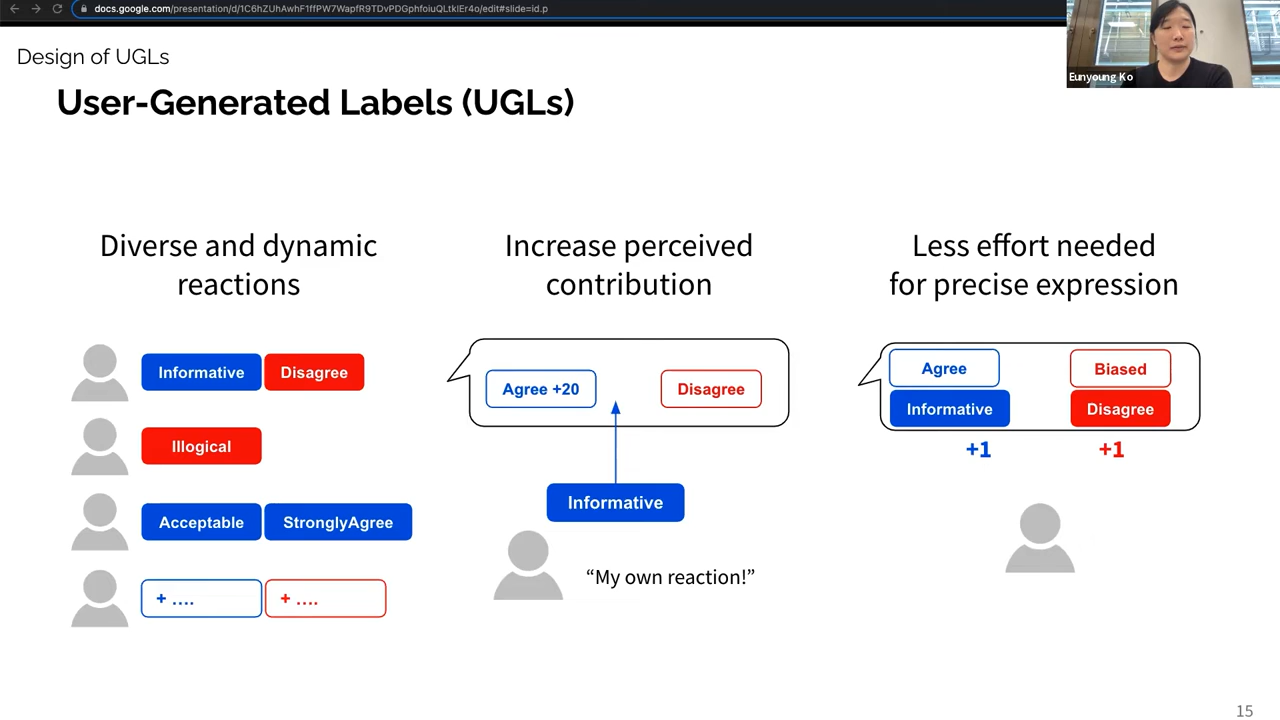 Design of UGLs
User-Generated Labels (UGLs)
Eunyoung Ko
Diverse and dynamic
reactions
Informative
Disagree
Illogical
Acceptable
StronglyAgree
+ ....
+ ....
Increase perceived
contribution
Agree +20
Disagree
Informative
“My own reaction!”
Less effort needed
for precise expression
Agree
Biased
Informative
Disagree
+1
+1
15